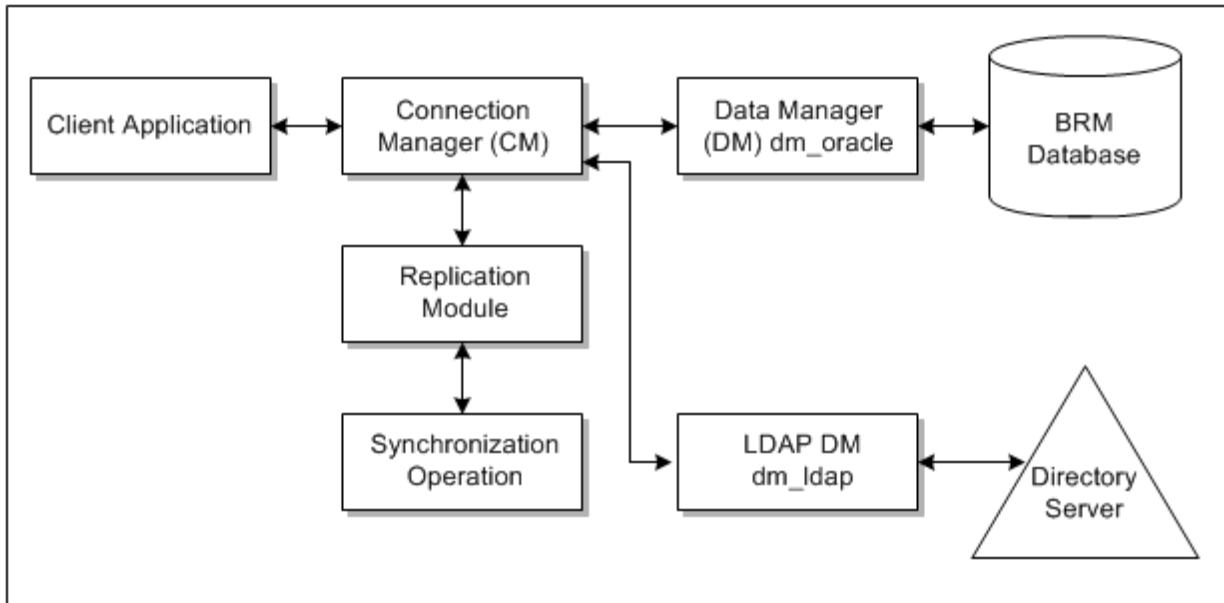 Client Application
Connection
Manager (CM)
Data Manager
(DM) dm_oracle
BRM
Database
Replication
Module
Synchronization
Operation
LDAP DM
dm_ldap
Directory
Server